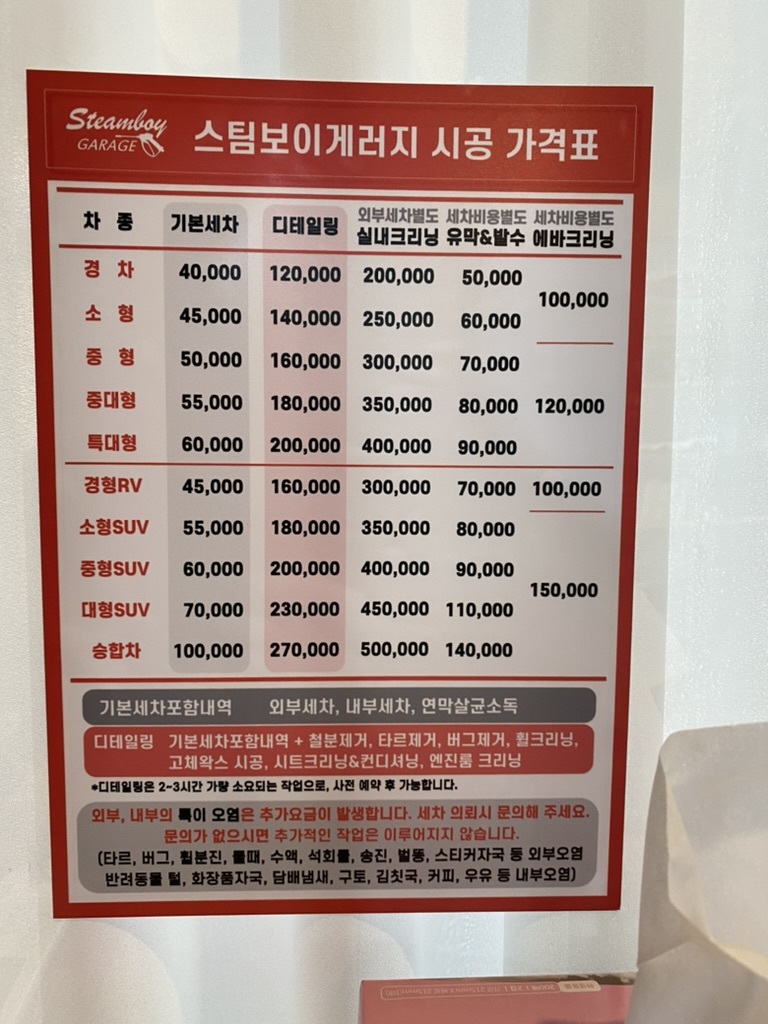 Steamboy
GARAGE
스팀보이게러지 시공 가격표
차 종 기본세차 디테일링 외부세차별도 실내크리닝 세차비용별도 유막&발수 세차비용별도 에바크리닝
경 차 40,000 120,000 200,000 50,000
100,000
소 형 45,000 140,000 250,000 60,000
중 형 50,000 160,000 300,000 70,000
중대형 55,000 180,000 350,000 80,000 120,000
특대형 60,000 200,000 400,000 90,000
경형RV 45,000 160,000 300,000 70,000 100,000
소형SUV 55,000 180,000 350,000 80,000
중형SUV 60,000 200,000 400,000 90,000
150,000
대형SUV 70,000 230,000 450,000 110,000
승합차 100,000 270,000 500,000 140,000
기본세차포함내역 외부세차, 내부세차, 연막살균소독
디테일링 기본세차포함내역 + 철분제거, 타르제거, 버그제거, 휠크리닝,
고체왁스 시공, 시트크리닝&컨디셔닝, 엔진룸 크리닝
*디테일링은 2~3시간 가량 소요되는 작업으로, 사전 예약 후 가능합니다.
외부, 내부의 특이 오염은 추가요금이 발생합니다. 세차 의뢰시 문의해 주세요.
문의가 없으시면 추가적인 작업은 이루어지지 않습니다.
(타르, 버그, 휠분진, 물때, 수액, 석회물, 송진, 벌똥, 스티커자국 등 외부오염
반려동물 털, 화장품자국, 담배냄새, 구토, 김칫국, 커피, 우유 등 내부오염)